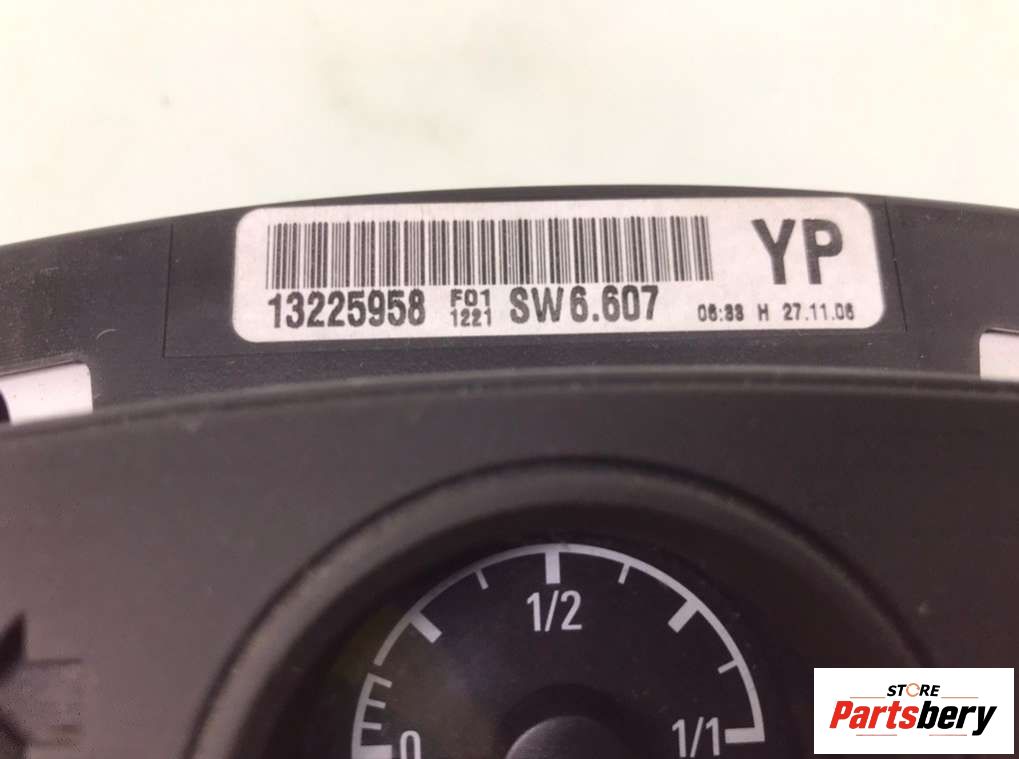 YP
13225958 F01 1221 SW6.607 06:33 H 27.11.06
1/2
0 1/1
STORE
Partsbery